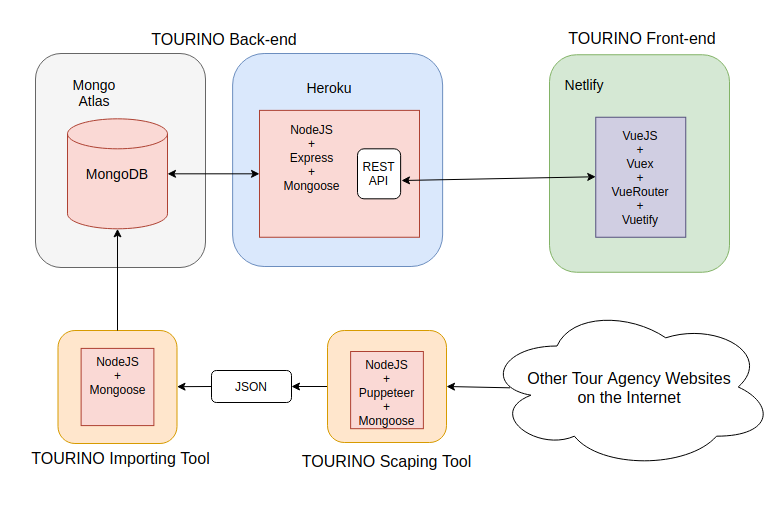 TOURINO Back-end
TOURINO Front-end
Mongo
Atlas
MongoDB
Heroku
NodeJS
+
Express
+
Mongoose
REST
API
Netlify
VueJS
+
Vuex
+
VueRouter
+
Vuetify
NodeJS
+
Mongoose
TOURINO Importing Tool
JSON
NodeJS
+
Puppeteer
+
Mongoose
TOURINO Scaping Tool
Other Tour Agency Websites
on the Internet